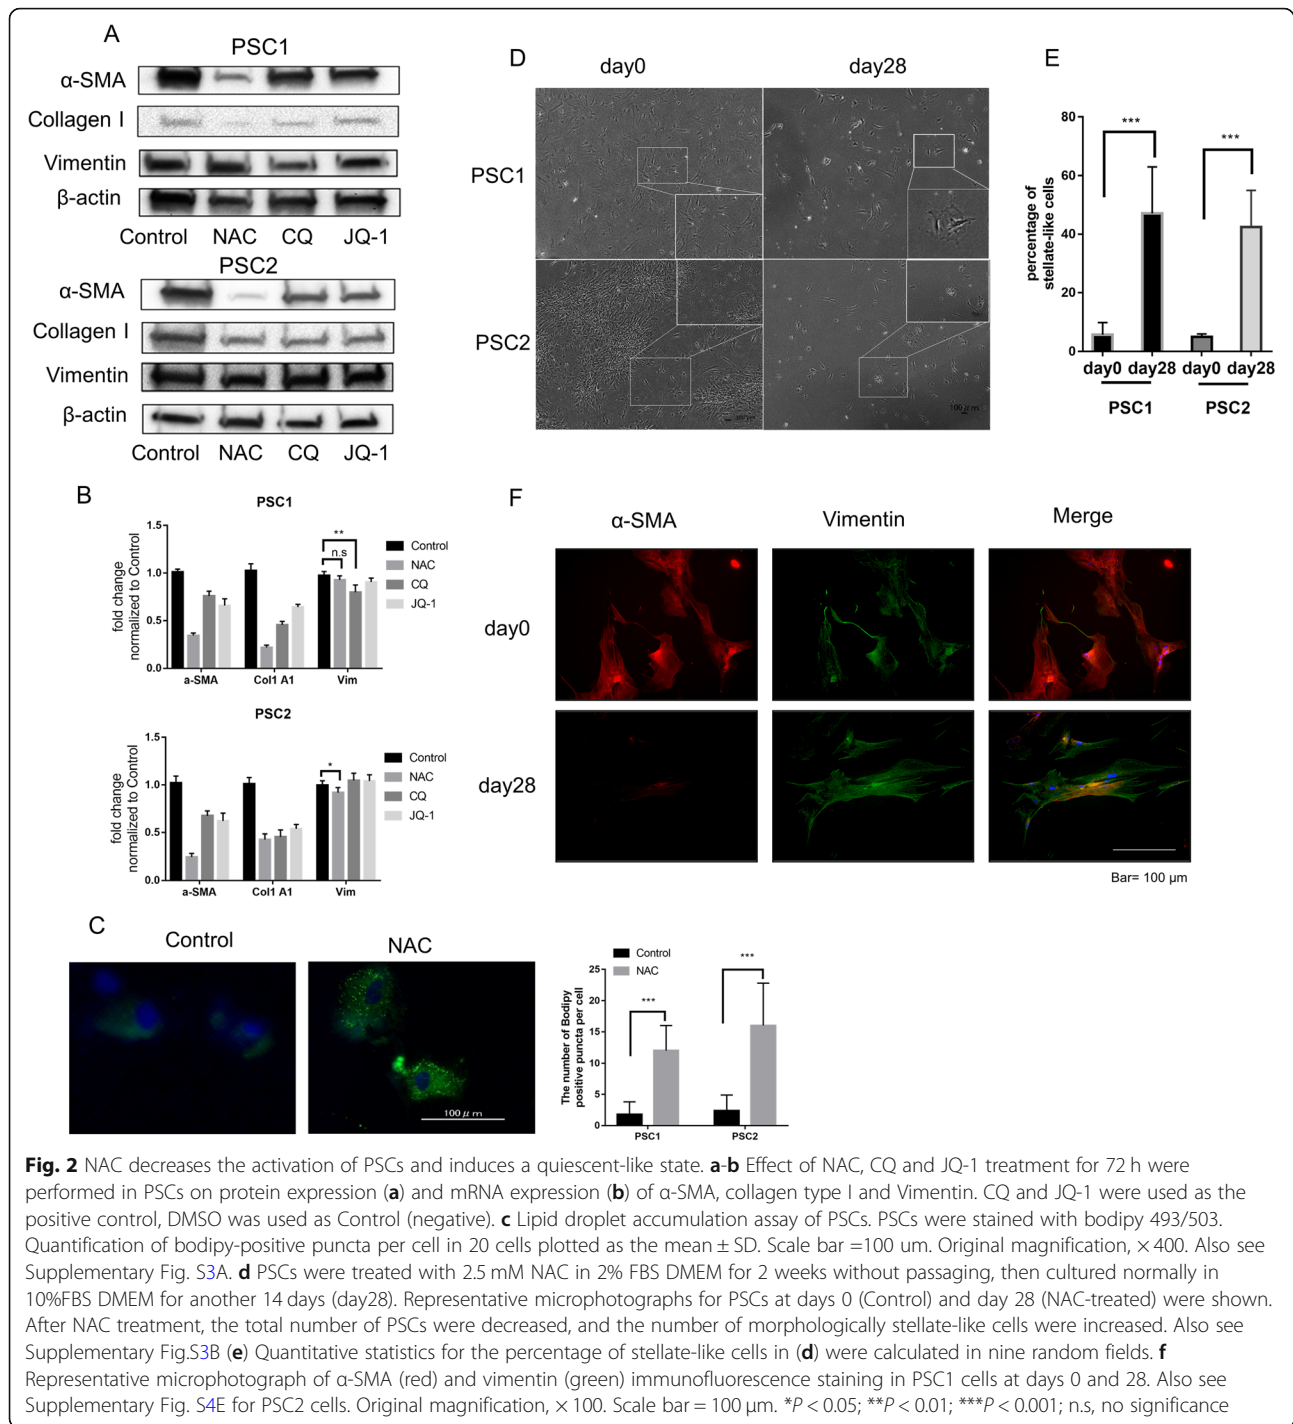 A
PSC1
α-SMA
Collagen I
Vimentin
β-actin
Control NAC CQ JQ-1
PSC2
α-SMA
Collagen I
Vimentin
β-actin
Control NAC CQ JQ-1
B
PSC1
fold change
normalized to Control
1.5
1.0
0.5
0.0
**
n.s
Control
NAC
CQ
JQ-1
a-SMA Col1 A1 Vim
PSC2
fold change
normalized to Control
1.5
1.0
0.5
0.0
*
Control
NAC
CQ
JQ-1
a-SMA Col1 A1 Vim
C
Control NAC
100 μm
Control
NAC
The number of Bodipy
positive puncta per cell
25
20
15
10
5
0
***
***
PSC1 PSC2
D
day0 day28
PSC1
PSC2
100 μm
E
percentage of
stellate-like cells
80
60
40
20
0
***
***
day0 day28 day0 day28
PSC1 PSC2
F
α-SMA Vimentin Merge
day0
day28
Bar= 100 μm
Fig. 2 NAC decreases the activation of PSCs and induces a quiescent-like state. a-b Effect of NAC, CQ and JQ-1 treatment for 72 h were
performed in PSCs on protein expression (a) and mRNA expression (b) of α-SMA, collagen type I and Vimentin. CQ and JQ-1 were used as the
positive control, DMSO was used as Control (negative). c Lipid droplet accumulation assay of PSCs. PSCs were stained with bodipy 493/503.
Quantification of bodipy-positive puncta per cell in 20 cells plotted as the mean ± SD. Scale bar =100 um. Original magnification, × 400. Also see
Supplementary Fig. S3A. d PSCs were treated with 2.5 mM NAC in 2% FBS DMEM for 2 weeks without passaging, then cultured normally in
10%FBS DMEM for another 14 days (day28). Representative microphotographs for PSCs at days 0 (Control) and day 28 (NAC-treated) were shown.
After NAC treatment, the total number of PSCs were decreased, and the number of morphologically stellate-like cells were increased. Also see
Supplementary Fig.S3B (e) Quantitative statistics for the percentage of stellate-like cells in (d) were calculated in nine random fields. f
Representative microphotograph of α-SMA (red) and vimentin (green) immunofluorescence staining in PSC1 cells at days 0 and 28. Also see
Supplementary Fig. S4E for PSC2 cells. Original magnification, × 100. Scale bar = 100 μm. *P < 0.05; **P < 0.01; ***P < 0.001; n.s, no significance